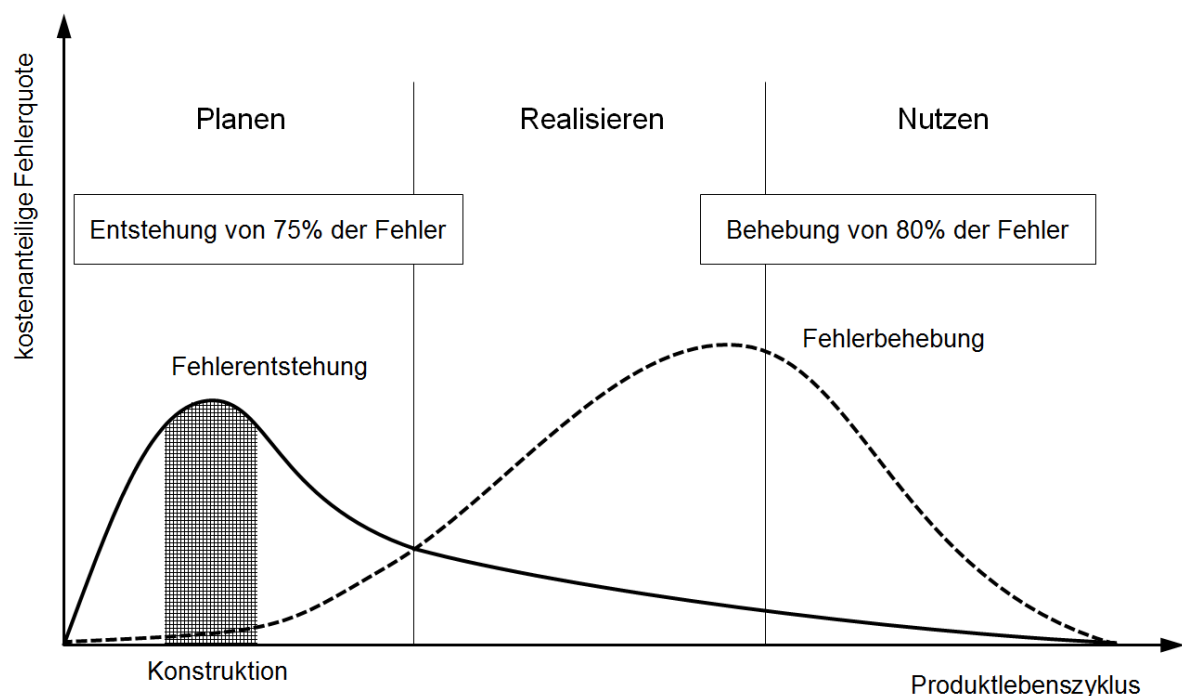 kostenanteilige Fehlerquote
Planen
Realisieren
Nutzen
Entstehung von 75% der Fehler
Behebung von 80% der Fehler
Fehlerentstehung
Fehlerbehebung
Konstruktion
Produktlebenszyklus